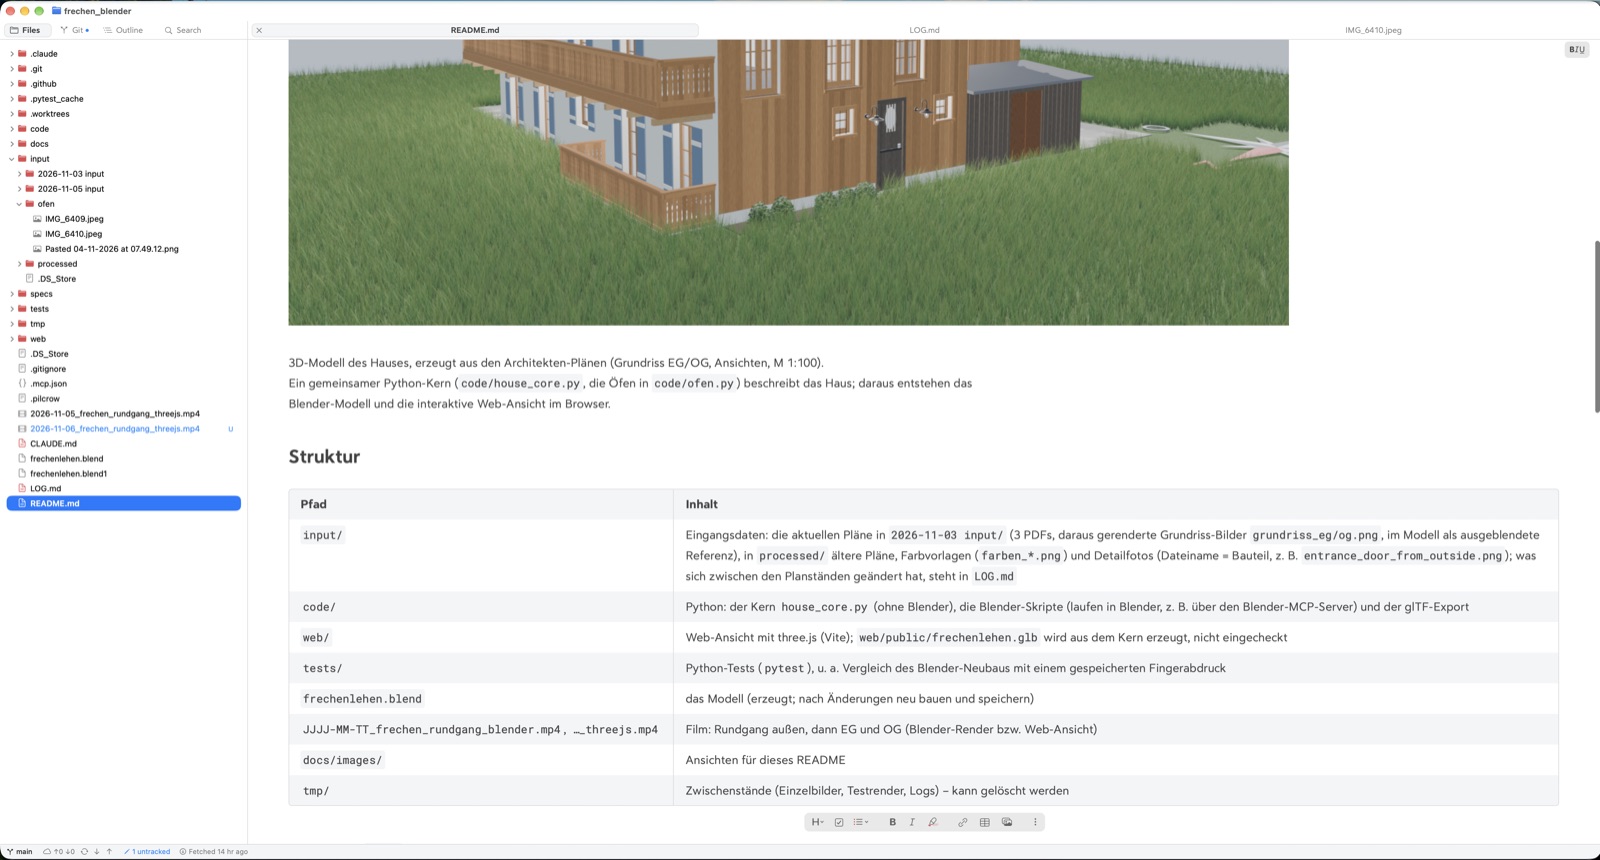 frechen_blender
Files
Git
Outline
Search
README.md
LOG.md
IMG_6410.jpeg
BIU
.claude
.git
.github
.pytest_cache
.worktrees
code
docs
input
2026-11-03 input
2026-11-05 input
ofen
IMG_6409.jpeg
IMG_6410.jpeg
Pasted 04-11-2026 at 07.49.12.png
processed
.DS_Store
specs
tests
tmp
web
.DS_Store
.gitignore
.mcp.json
.pilcrow
2026-11-05_frechen_rundgang_threejs.mp4
2026-11-06_frechen_rundgang_threejs.mp4 U
CLAUDE.md
frechenlehen.blend
frechenlehen.blend1
LOG.md
README.md
3D-Modell des Hauses, erzeugt aus den Architekten-Plänen (Grundriss EG/OG, Ansichten, M 1:100).
Ein gemeinsamer Python-Kern (code/house_core.py, die Öfen in code/ofen.py) beschreibt das Haus; daraus entstehen das
Blender-Modell und die interaktive Web-Ansicht im Browser.
Struktur
Pfad Inhalt
input/ Eingangsdaten: die aktuellen Pläne in 2026-11-03 input/ (3 PDFs, daraus gerenderte Grundriss-Bilder grundriss_eg/og.png, im Modell als ausgeblendete
Referenz), in processed/ ältere Pläne, Farbvorlagen (farben_*.png) und Detailfotos (Dateiname = Bauteil, z. B. entrance_door_from_outside.png); was
sich zwischen den Planständen geändert hat, steht in LOG.md
code/ Python: der Kern house_core.py (ohne Blender), die Blender-Skripte (laufen in Blender, z. B. über den Blender-MCP-Server) und der glTF-Export
web/ Web-Ansicht mit three.js (Vite); web/public/frechenlehen.glb wird aus dem Kern erzeugt, nicht eingecheckt
tests/ Python-Tests (pytest), u. a. Vergleich des Blender-Neubaus mit einem gespeicherten Fingerabdruck
frechenlehen.blend das Modell (erzeugt; nach Änderungen neu bauen und speichern)
JJJJ-MM-TT_frechen_rundgang_blender.mp4, …_threejs.mp4 Film: Rundgang außen, dann EG und OG (Blender-Render bzw. Web-Ansicht)
docs/images/ Ansichten für dieses README
tmp/ Zwischenstände (Einzelbilder, Testrender, Logs) – kann gelöscht werden
H B I
main ↑0 ↓0 1 untracked Fetched 14 hr ago